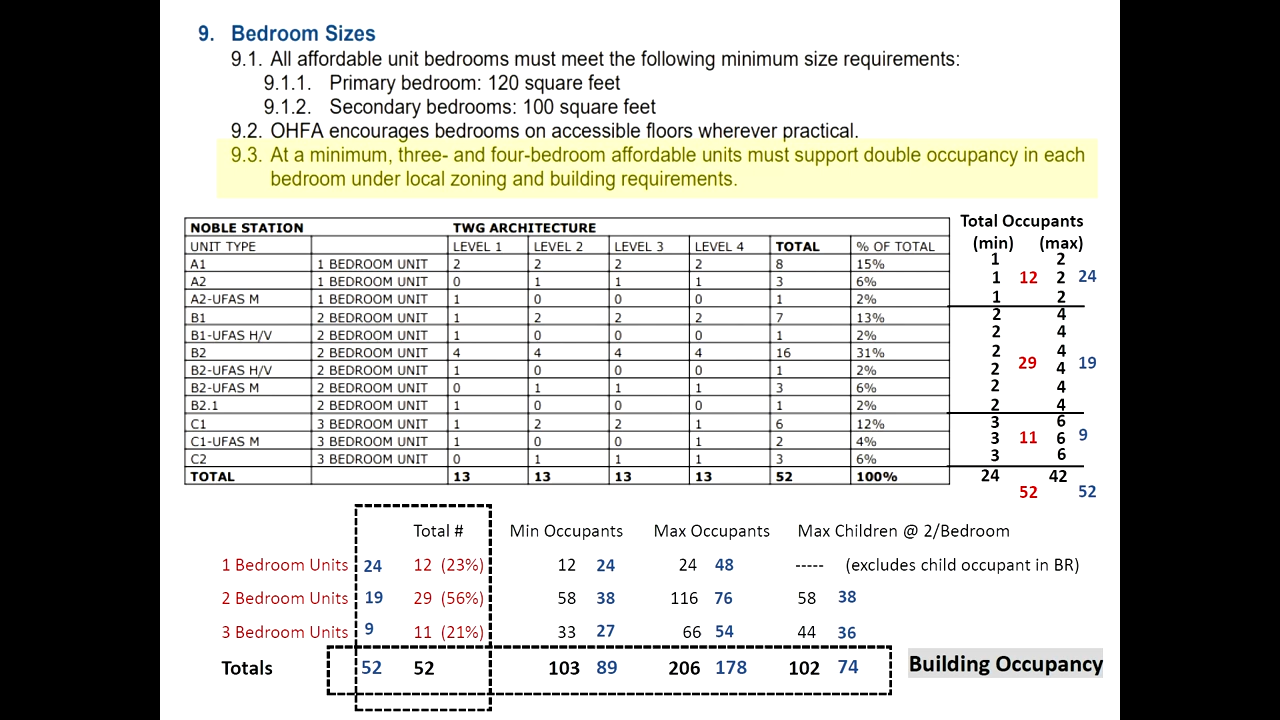 9. Bedroom Sizes
9.1. All affordable unit bedrooms must meet the following minimum size requirements:
9.1.1. Primary bedroom: 120 square feet
9.1.2. Secondary bedrooms: 100 square feet
9.2. OHFA encourages bedrooms on accessible floors wherever practical.
9.3. At a minimum, three- and four-bedroom affordable units must support double occupancy in each
bedroom under local zoning and building requirements.
NOBLE STATION TWG ARCHITECTURE Total Occupants
UNIT TYPE LEVEL 1 LEVEL 2 LEVEL 3 LEVEL 4 TOTAL % OF TOTAL (min) (max)
A1 1 BEDROOM UNIT 2 2 2 2 8 15% 1 2
A2 1 BEDROOM UNIT 0 1 1 1 3 6% 1 12 2 24
A2-UFAS M 1 BEDROOM UNIT 1 0 0 0 1 2% 1 2
B1 2 BEDROOM UNIT 1 2 2 2 7 13% 2 4
B1-UFAS H/V 2 BEDROOM UNIT 1 0 0 0 1 2% 2 4
B2 2 BEDROOM UNIT 4 4 4 4 16 31% 2 4
B2-UFAS H/V 2 BEDROOM UNIT 1 0 0 0 1 2% 2 29 4 19
B2-UFAS M 2 BEDROOM UNIT 0 1 1 1 3 6% 2 4
B2.1 2 BEDROOM UNIT 1 0 0 0 1 2% 2 4
C1 3 BEDROOM UNIT 1 2 2 1 6 12% 3 6
C1-UFAS M 3 BEDROOM UNIT 1 0 0 1 2 4% 3 11 6 9
C2 3 BEDROOM UNIT 0 1 1 1 3 6% 3 6
TOTAL 13 13 13 13 52 100% 24 42
52 52
Total # Min Occupants Max Occupants Max Children @ 2/Bedroom
1 Bedroom Units 24 12 (23%) 12 24 24 48 ----- (excludes child occupant in BR)
2 Bedroom Units 19 29 (56%) 58 38 116 76 58 38
3 Bedroom Units 9 11 (21%) 33 27 66 54 44 36
Totals 52 52 103 89 206 178 102 74 Building Occupancy